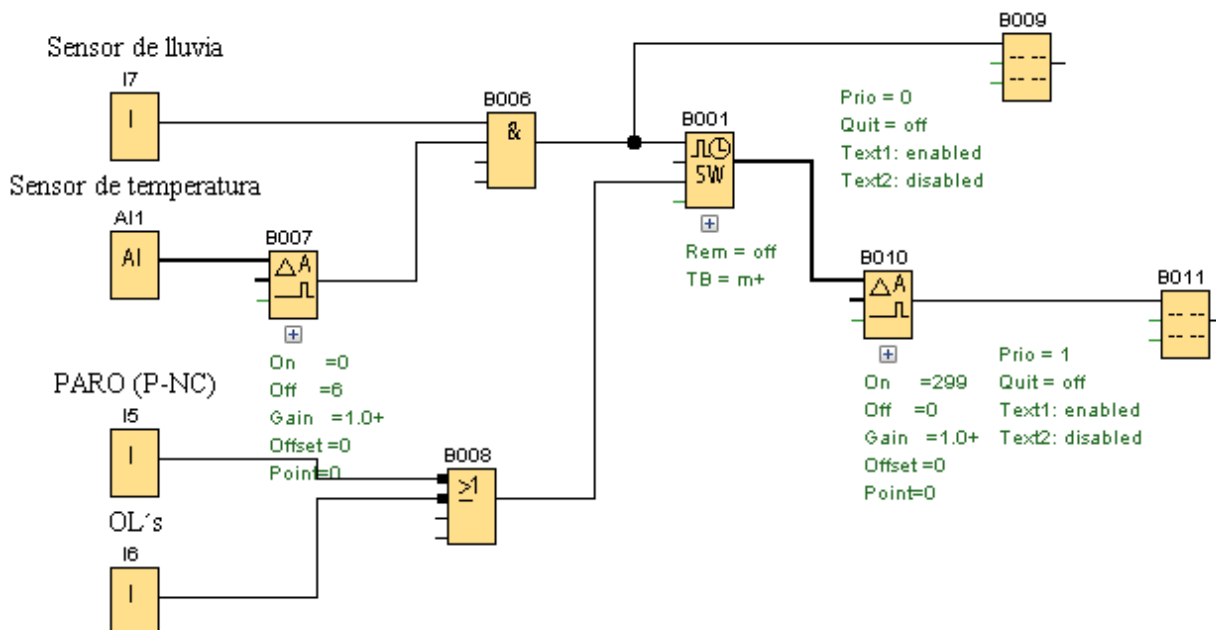 Sensor de lluvia
I7
I
Sensor de temperatura
AI1
AI
B007
ΔA
On =0
Off =6
Gain =1.0+
Offset =0
Point=0
PARO (P-NC)
I5
I
OL´s
I6
I
B006
&
B008
≥1
B001
SW
Rem = off
TB = m+
B009
Prio = 0
Quit = off
Text1: enabled
Text2: disabled
B010
ΔA
On =299
Off =0
Gain =1.0+
Offset=0
Point=0
B011
Prio = 1
Quit = off
Text1: enabled
Text2: disabled